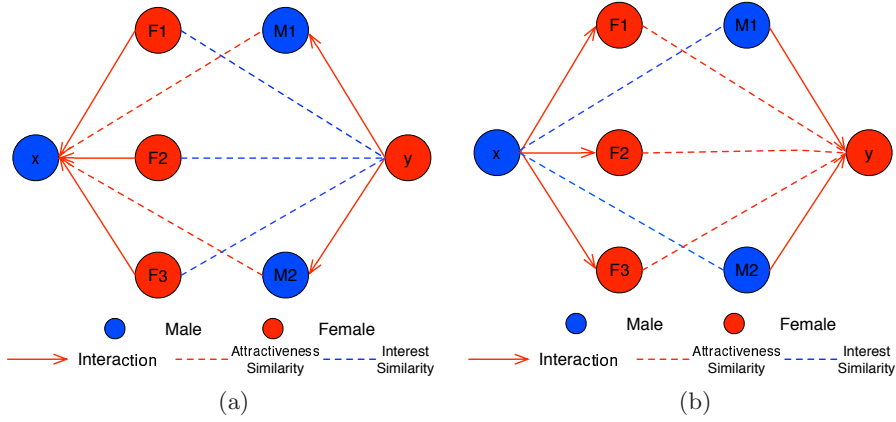 F1 M1
x F2 y
F3 M2
Male Female
Interaction Attractiveness Similarity Interest Similarity
(a)
F1 M1
x F2 y
F3 M2
Male Female
Interaction Attractiveness Similarity Interest Similarity
(b)